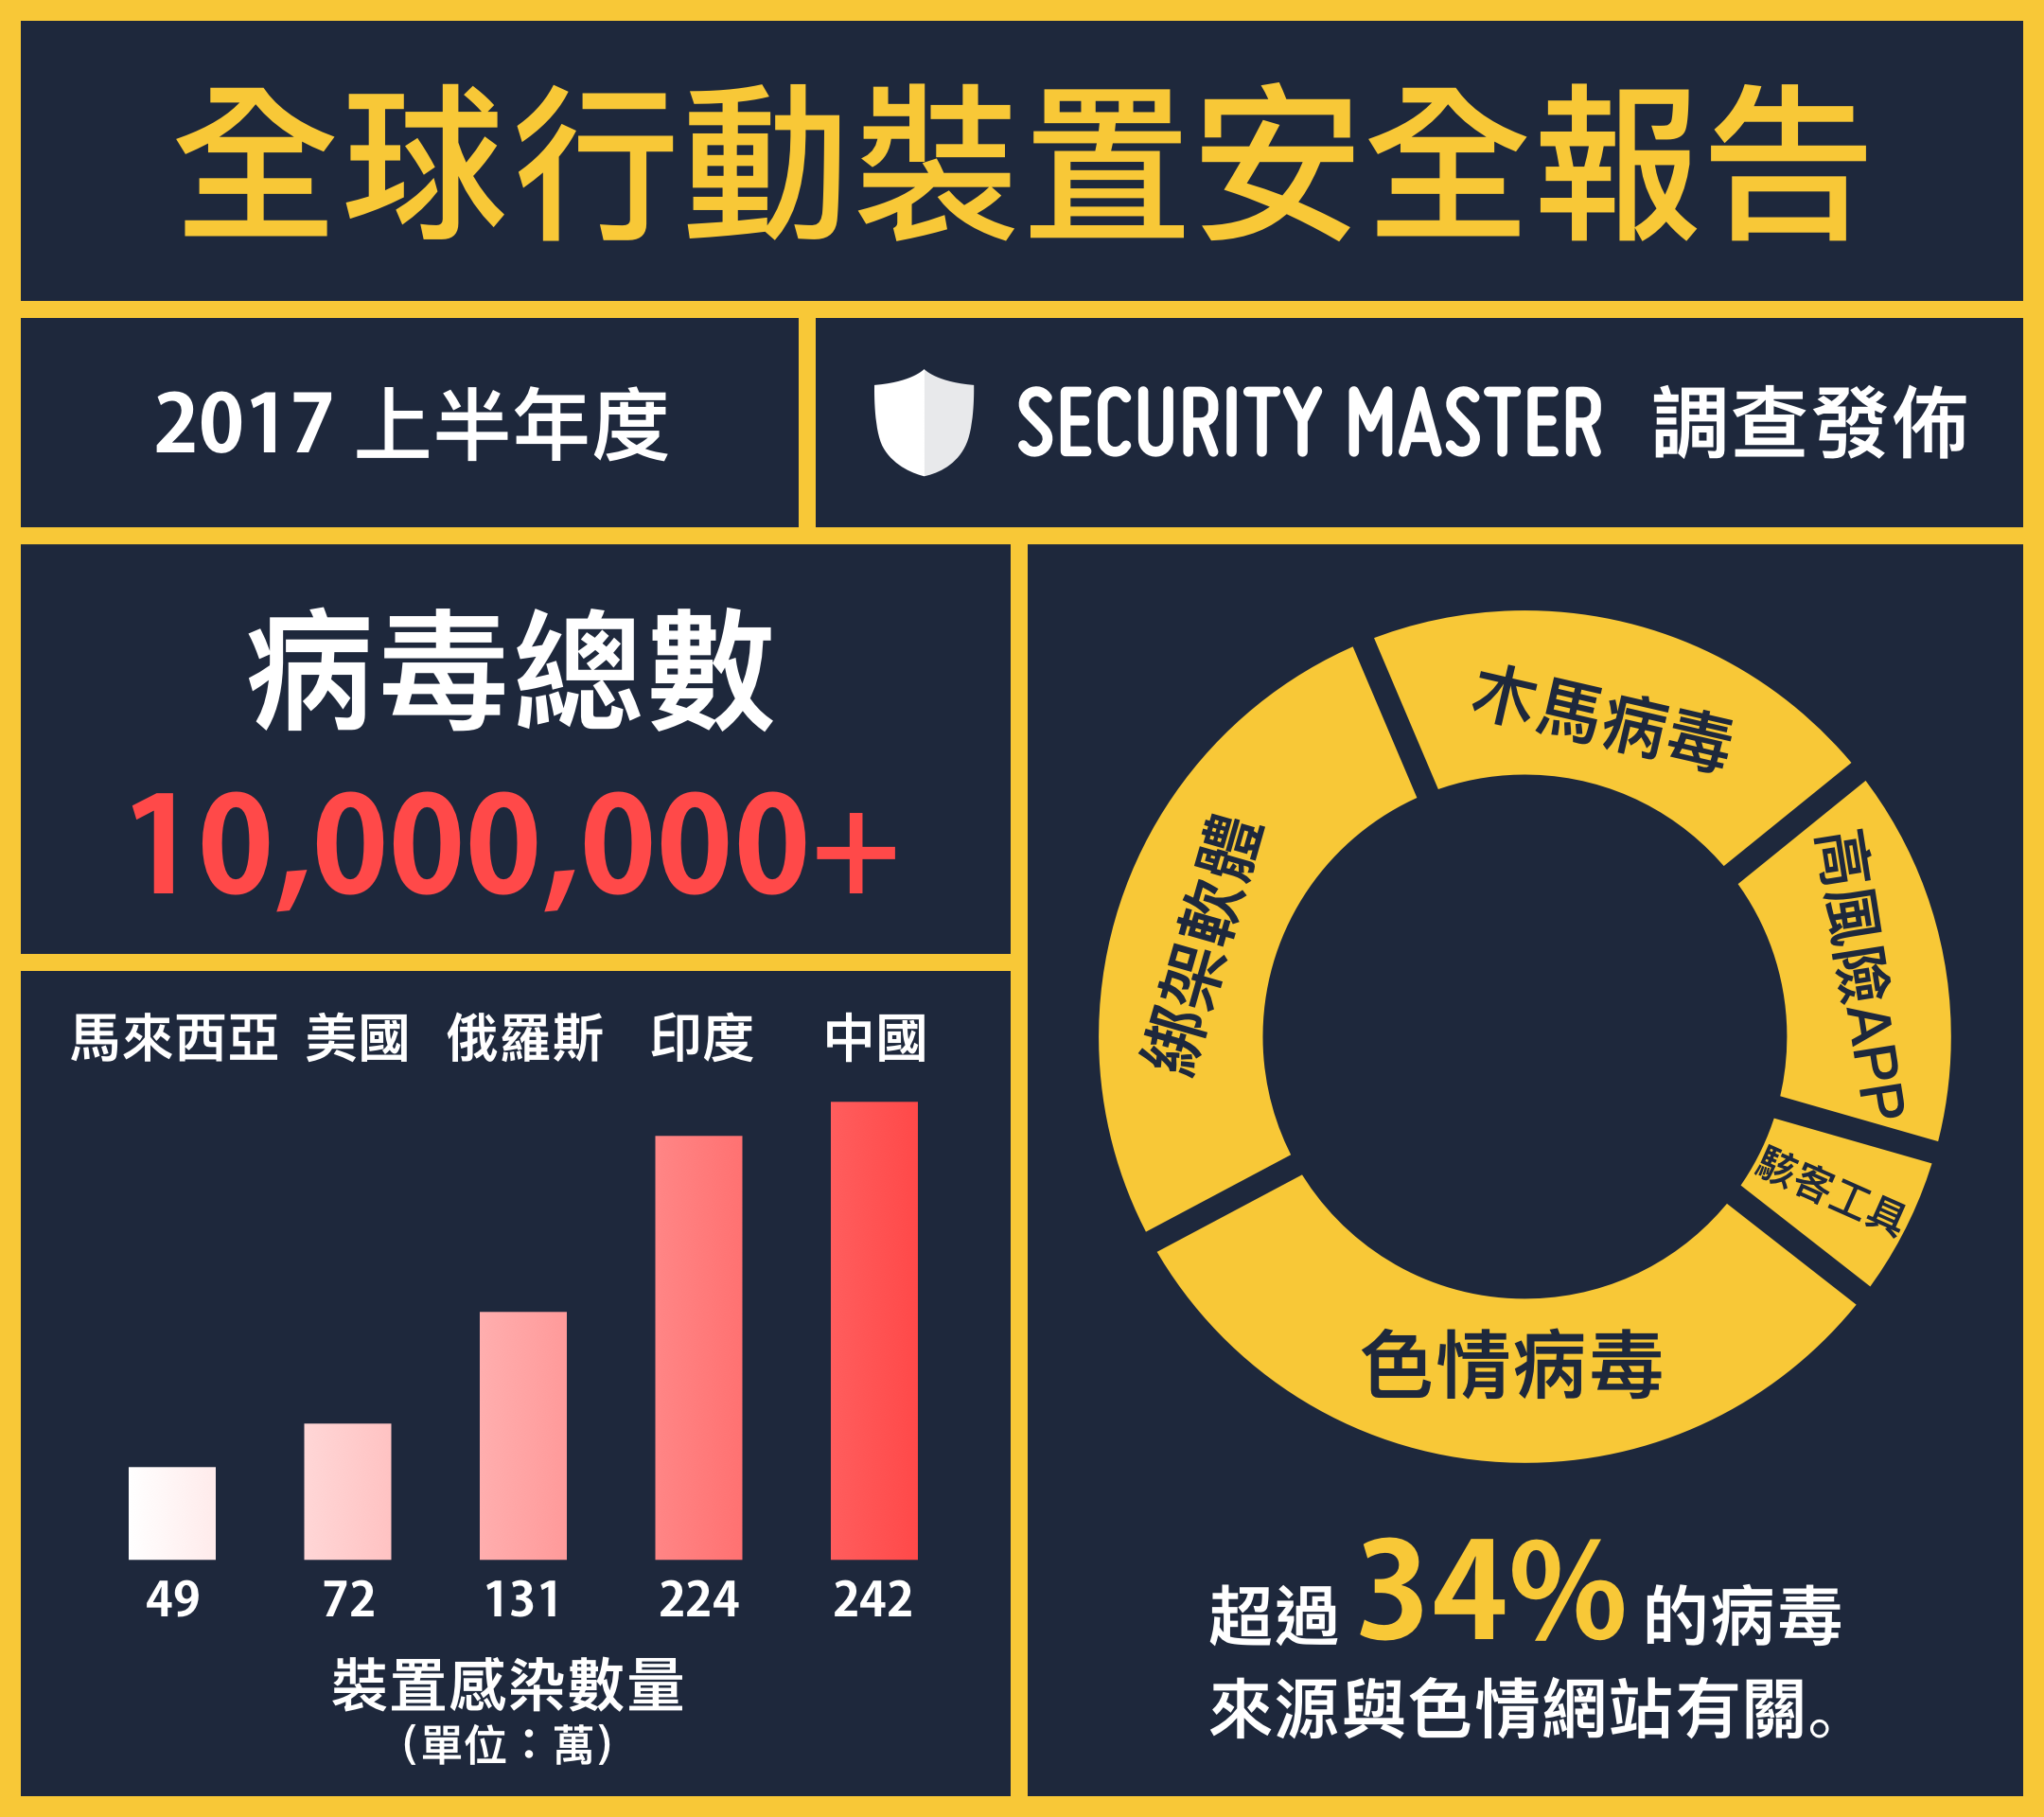 全球行動裝置安全報告
2017 上半年度
SECURITY MASTER 調查發佈
病毒總數
10,000,000+
馬來西亞 美國 俄羅斯 印度 中國
49 72 131 224 242
裝置感染數量
(單位：萬)
木馬病毒
高風險APP
駭客工具
色情病毒
綁架軟體
超過 34% 的病毒
來源與色情網站有關。